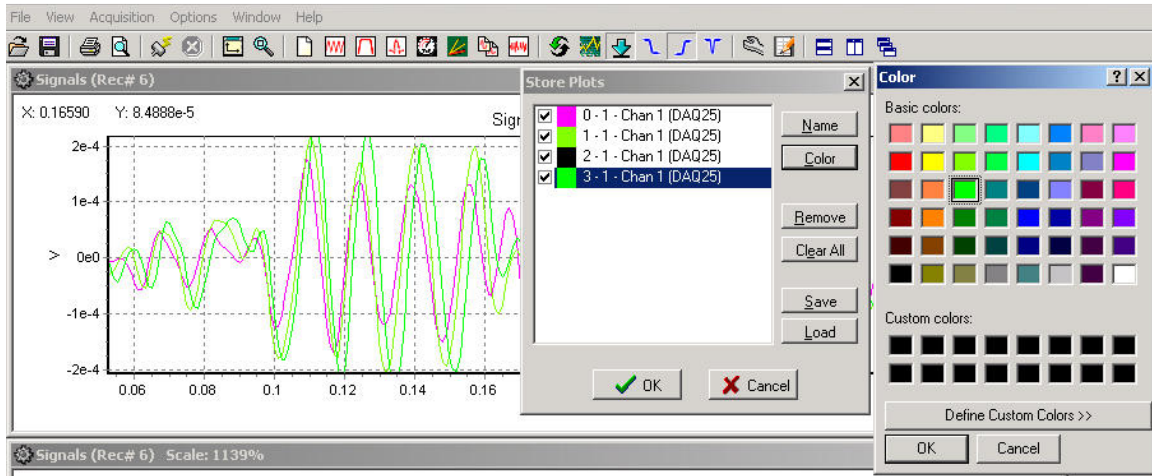 File View Acquisition Options Window Help
Signals (Rec# 6)
X: 0.16590 Y: 8.4888e-5
Sigr
2e-4
1e-4
0e0
-1e-4
-2e-4
V
0.06 0.08 0.1 0.12 0.14 0.16
Store Plots
0 - 1 - Chan 1 (DAQ25)
1 - 1 - Chan 1 (DAQ25)
2 - 1 - Chan 1 (DAQ25)
3 - 1 - Chan 1 (DAQ25)
Name
Color
Remove
Clear All
Save
Load
OK Cancel
Color
Basic colors:
Custom colors:
Define Custom Colors >>
OK Cancel
Signals (Rec# 6) Scale: 1139%